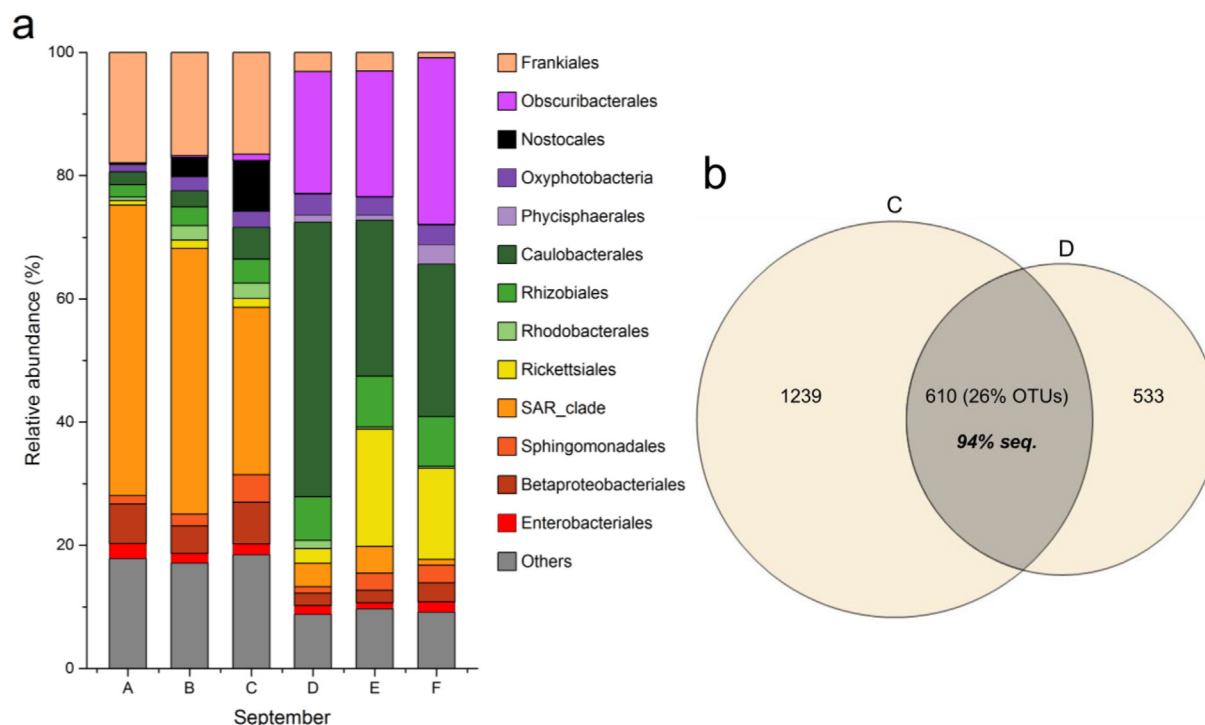 a
100
80
60
40
20
0
Relative abundance (%)
A B C D E F
September
Frankiales
Obscuribacterales
Nostocales
Oxyphotobacteria
Phycisphaerales
Caulobacterales
Rhizobiales
Rhodobacterales
Rickettsiales
SAR_clade
Sphingomonadales
Betaproteobacteriales
Enterobacteriales
Others
b
C
D
1239
610 (26% OTUs)
94% seq.
533